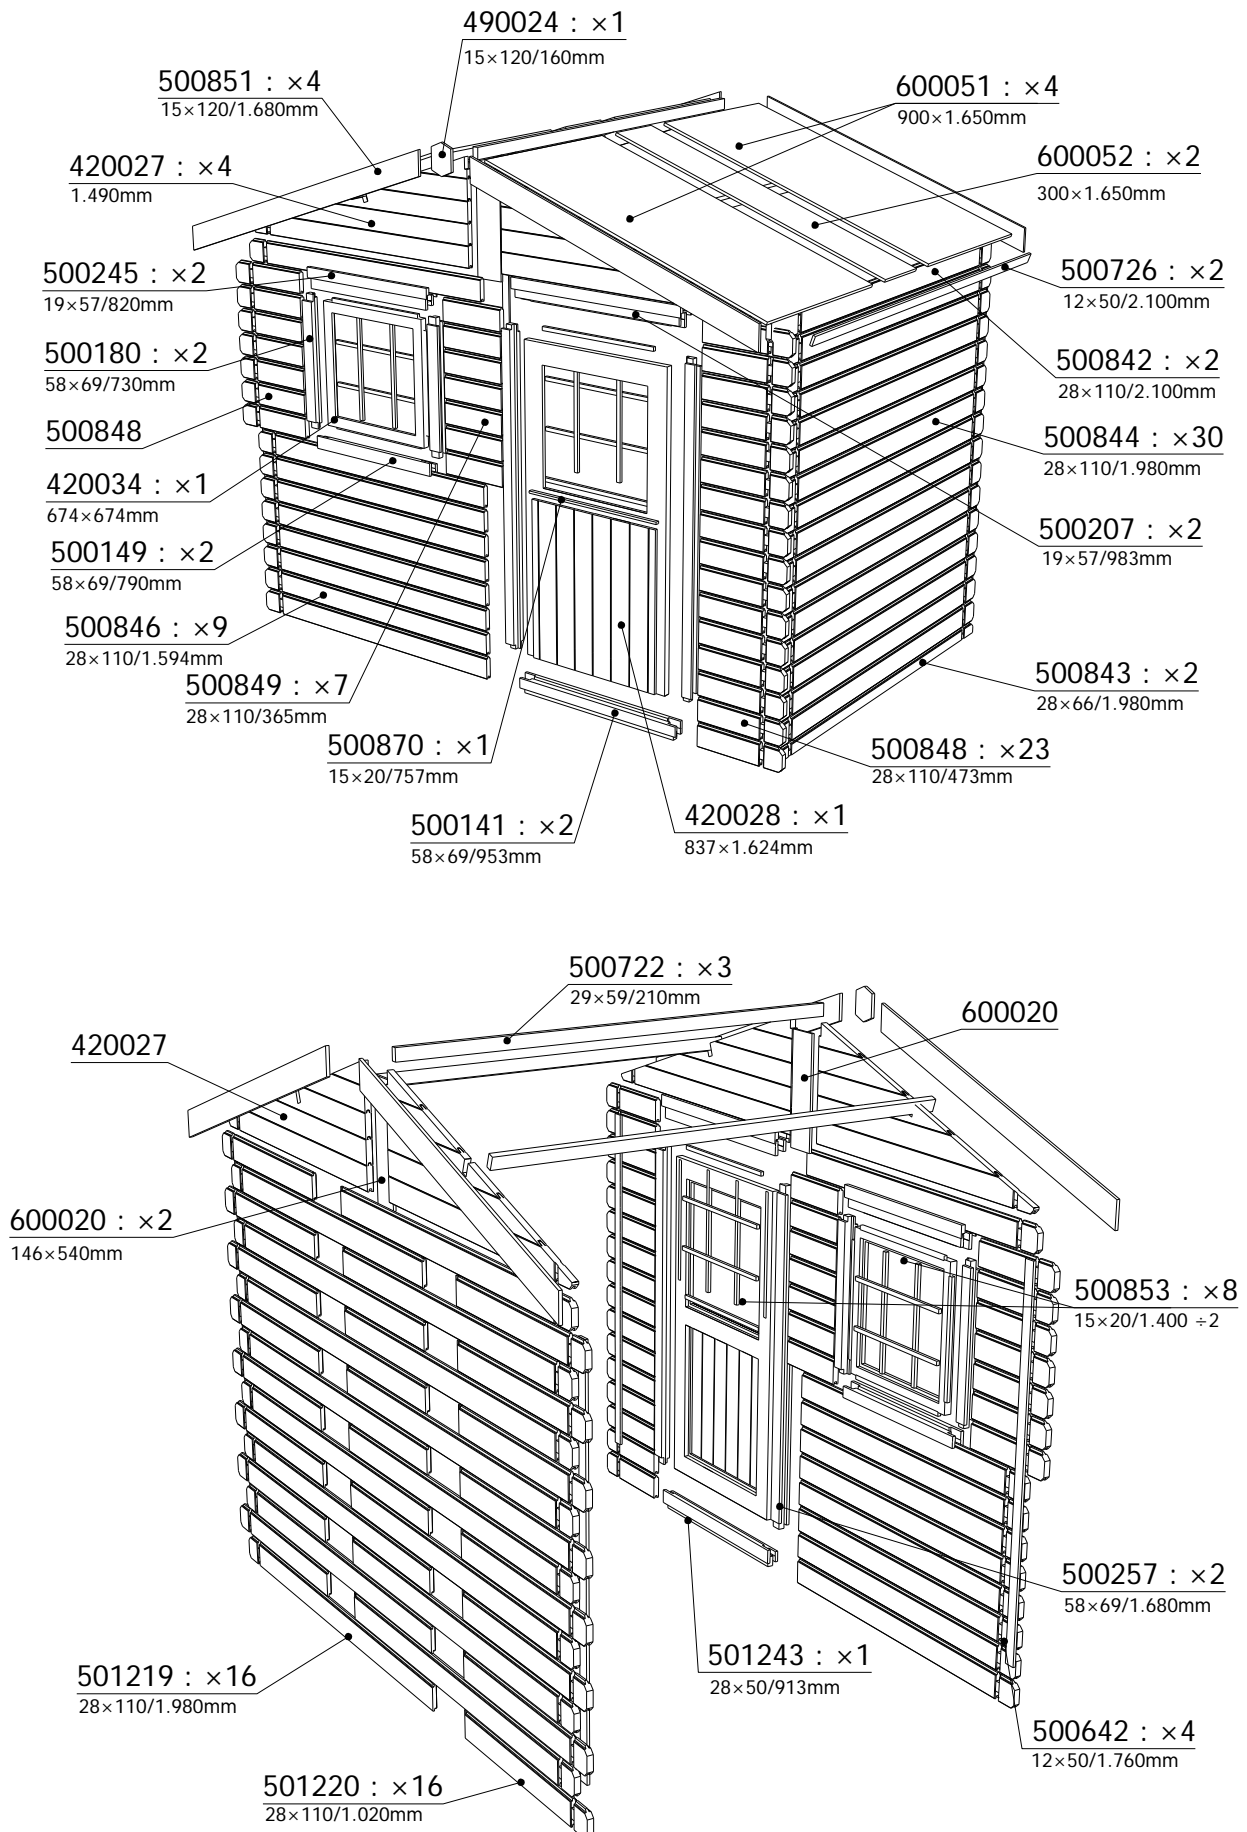 490024 : ×1
15×120/160mm
500851 : ×4
15×120/1.680mm
600051 : ×4
900×1.650mm
420027 : ×4
1.490mm
600052 : ×2
300×1.650mm
500245 : ×2
19×57/820mm
500726 : ×2
12×50/2.100mm
500180 : ×2
58×69/730mm
500842 : ×2
28×110/2.100mm
500848
500844 : ×30
28×110/1.980mm
420034 : ×1
674×674mm
500207 : ×2
19×57/983mm
500149 : ×2
58×69/790mm
500846 : ×9
28×110/1.594mm
500849 : ×7
28×110/365mm
500843 : ×2
28×66/1.980mm
500870 : ×1
15×20/757mm
500848 : ×23
28×110/473mm
500141 : ×2
58×69/953mm
420028 : ×1
837×1.624mm
500722 : ×3
29×59/210mm
600020
420027
600020 : ×2
146×540mm
500853 : ×8
15×20/1.400 ÷2
500257 : ×2
58×69/1.680mm
501243 : ×1
28×50/913mm
501219 : ×16
28×110/1.980mm
500642 : ×4
12×50/1.760mm
501220 : ×16
28×110/1.020mm